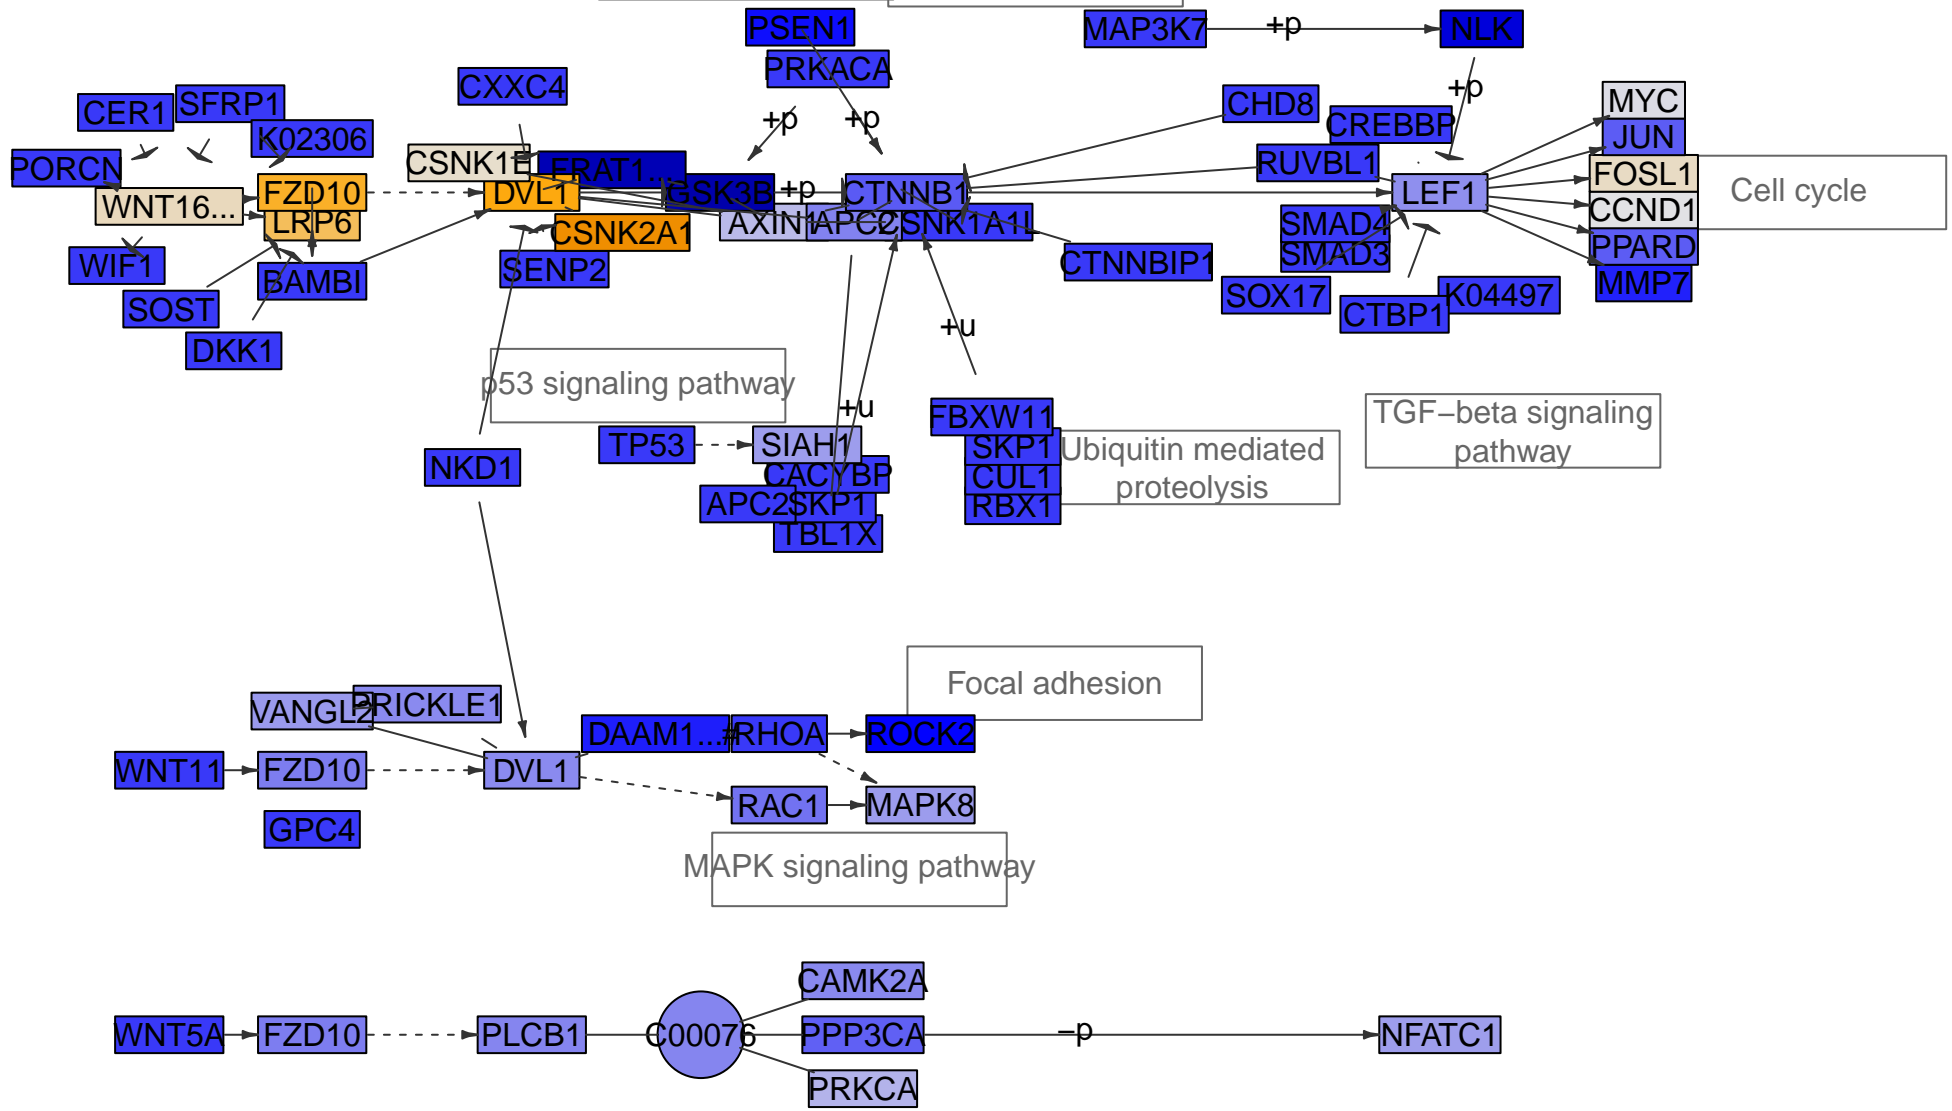 PSEN1
MAP3K7
+p
NLK
PRKACA
CXXC4
CER1
SFRP1
K02306
+p
+p
CHD8
+p
CREBBP
MYC
JUN
PORCN
CSNK1E
FRAT1...
RUVBL1
FOSL1
WNT16...
FZD10
DVL1
GSK3B
+p
CTNNB1
LEF1
Cell cycle
LRP6
CSNK2A1
AXIN1
APC2
CSNK1A1L
SMAD4
CCND1
WIF1
BAMBI
SENP2
CTNNBIP1
SMAD3
PPARD
SOST
SOX17
K04497
MMP7
CTBP1
DKK1
+u
p53 signaling pathway
+u
FBXW11
TGF−beta signaling
pathway
TP53
SIAH1
SKP1
Ubiquitin mediated
proteolysis
NKD1
CACYBP
CUL1
APC2
SKP1
RBX1
TBL1X
Focal adhesion
VANGL2
PRICKLE1
DAAM1...#
RHOA
ROCK2
WNT11
FZD10
DVL1
RAC1
MAPK8
GPC4
MAPK signaling pathway
CAMK2A
WNT5A
FZD10
PLCB1
C00076
PPP3CA
−p
NFATC1
PRKCA